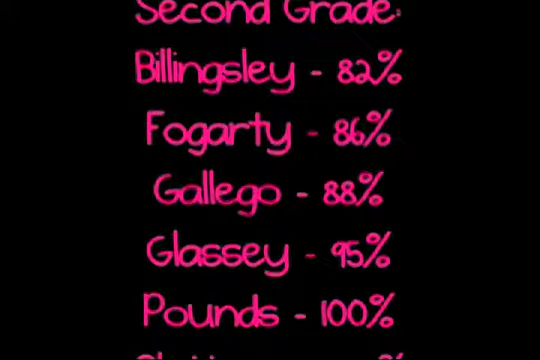 Second Grade:
Billingsley - 82%
Fogarty - 86%
Gallego - 88%
Glassey - 95%
Pounds - 100%